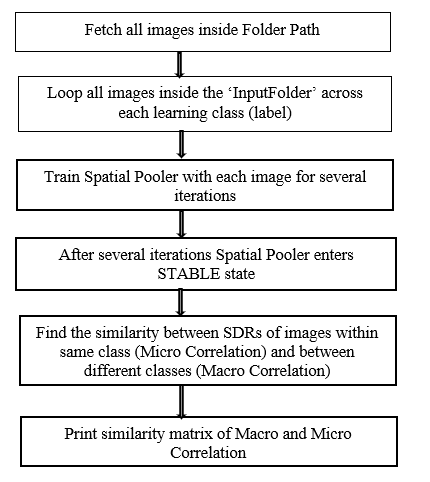 Fetch all images inside Folder Path
Loop all images inside the ‘InputFolder’ across
each learning class (label)
Train Spatial Pooler with each image for several
iterations
After several iterations Spatial Pooler enters
STABLE state
Find the similarity between SDRs of images within
same class (Micro Correlation) and between
different classes (Macro Correlation)
Print similarity matrix of Macro and Micro
Correlation